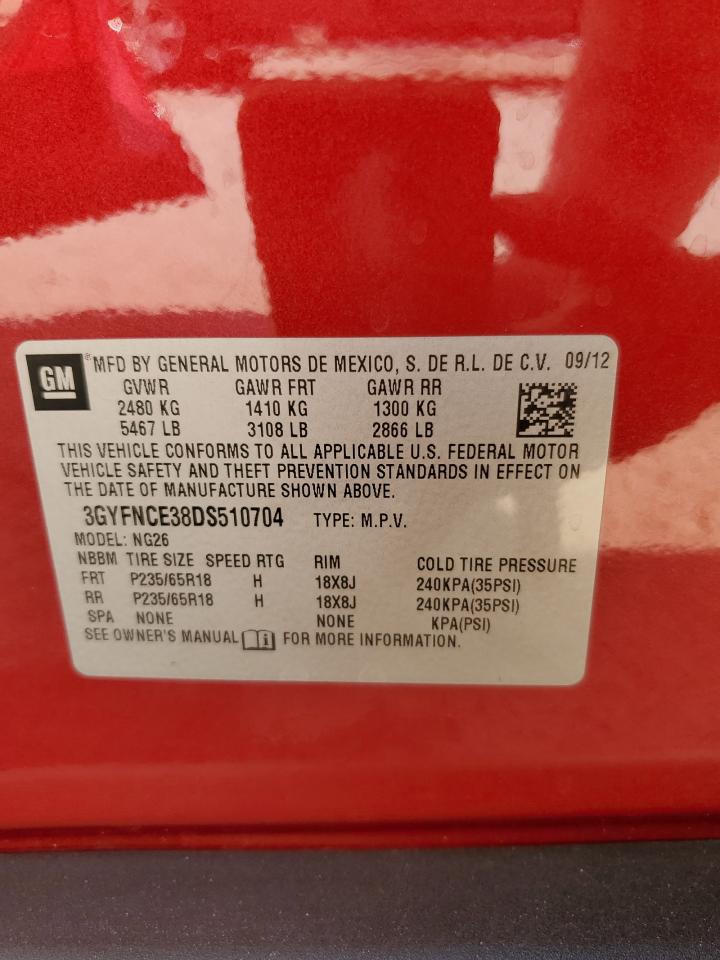 GM ® MFD BY GENERAL MOTORS DE MEXICO, S. DE R.L. DE C.V. 09/12
GVWR GAWR FRT GAWR RR
2480 KG 1410 KG 1300 KG
5467 LB 3108 LB 2866 LB
THIS VEHICLE CONFORMS TO ALL APPLICABLE U.S. FEDERAL MOTOR
VEHICLE SAFETY AND THEFT PREVENTION STANDARDS IN EFFECT ON
THE DATE OF MANUFACTURE SHOWN ABOVE.
3GYFNCE38DS510704 TYPE: M.P.V.
MODEL: NG26
NBBM TIRE SIZE SPEED RTG RIM COLD TIRE PRESSURE
FRT P235/65R18 H 18X8J 240KPA(35PSI)
RR P235/65R18 H 18X8J 240KPA(35PSI)
SPA NONE NONE KPA(PSI)
SEE OWNER'S MANUAL FOR MORE INFORMATION.